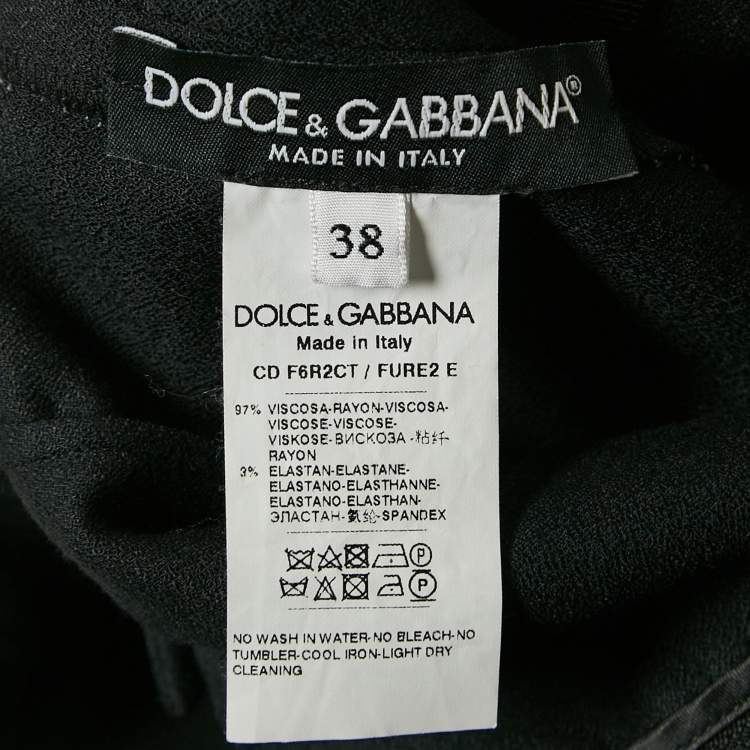 DOLCE & GABBANA®
MADE IN ITALY
38
DOLCE & GABBANA
Made in Italy
CD F6R2CT / FURE2 E
97% VISCOSA-RAYON-VISCOSA-
VISCOSE-VISCOSE-
VISKOSE-ВИСКОЗА -粘纤-
RAYON
3% ELASTAN-ELASTANE-
ELASTANO-ELASTHANNE-
ELASTANO-ELASTHAN-
ЭЛАСТАН-氨纶-SPANDEX
P
P
NO WASH IN WATER-NO BLEACH-NO
TUMBLER-COOL IRON-LIGHT DRY
CLEANING